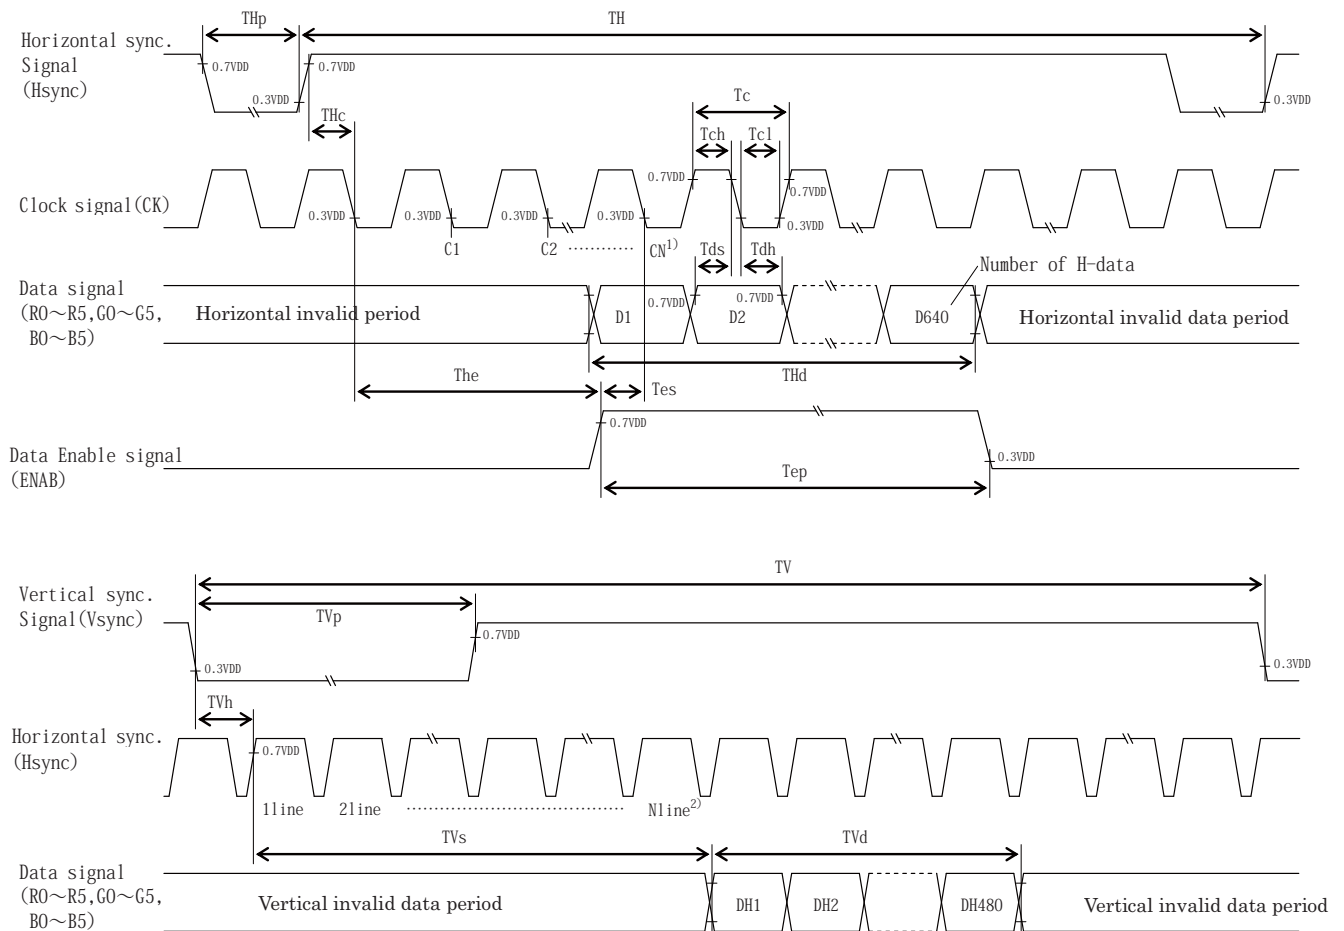 THp
TH
Horizontal sync.
Signal
(Hsync)
0.7VDD
0.7VDD
0.3VDD
0.3VDD
THc
Tc
Tch
Tcl
Clock signal(CK)
0.7VDD
0.7VDD
0.3VDD
0.3VDD
0.3VDD
0.3VDD
0.3VDD
C1
C2
CN1)
Tds
Tdh
Number of H-data
Data signal
(R0～R5,G0～G5,
B0～B5)
Horizontal invalid period
D1
0.7VDD
D2
0.7VDD
D640
Horizontal invalid data period
The
Tes
THd
0.7VDD
Data Enable signal
(ENAB)
0.3VDD
Tep
TV
Vertical sync.
Signal(Vsync)
TVp
0.7VDD
0.3VDD
0.3VDD
TVh
Horizontal sync.
(Hsync)
0.7VDD
1line
2line
Nline2)
TVs
TVd
Data signal
(R0～R5,G0～G5,
B0～B5)
Vertical invalid data period
DH1
DH2
DH480
Vertical invalid data period